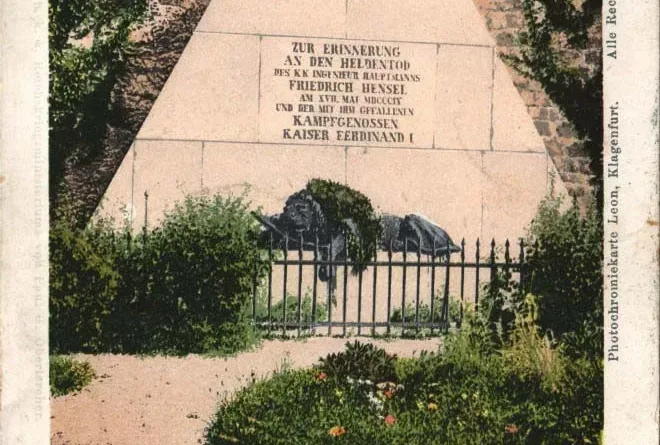 ZUR ERINNERUNG
AN DEN HELDENTOD
DES K K INGENIEUR HAUPTMANNS
FRIEDRICH HENSEL
AM XVII. MAI MDCCCIX
UND DER MIT IHM GEFALLENEN
KAMPFGENOSSEN
KAISER FERDINAND I
Photochromiekarte Leon, Klagenfurt.
Alle Rec